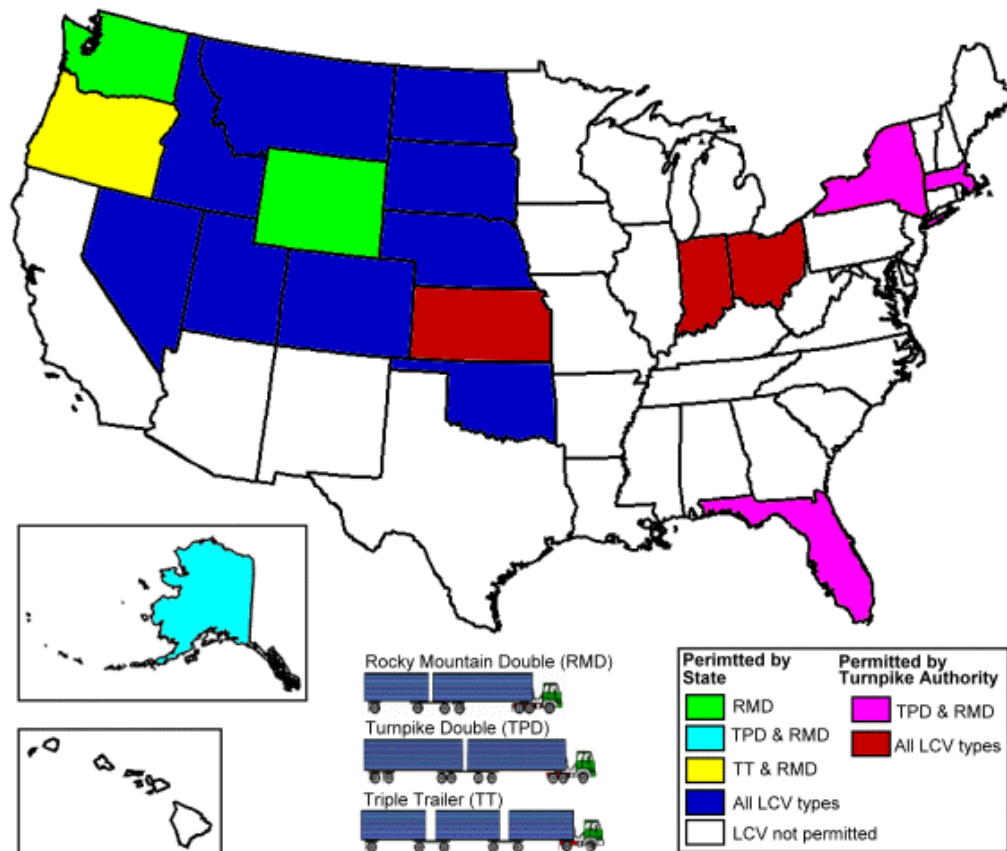 Rocky Mountain Double (RMD)
Turnpike Double (TPD)
Triple Trailer (TT)
Perimtted by
State
RMD
TPD & RMD
TT & RMD
All LCV types
LCV not permitted
Permitted by
Turnpike Authority
TPD & RMD
All LCV types